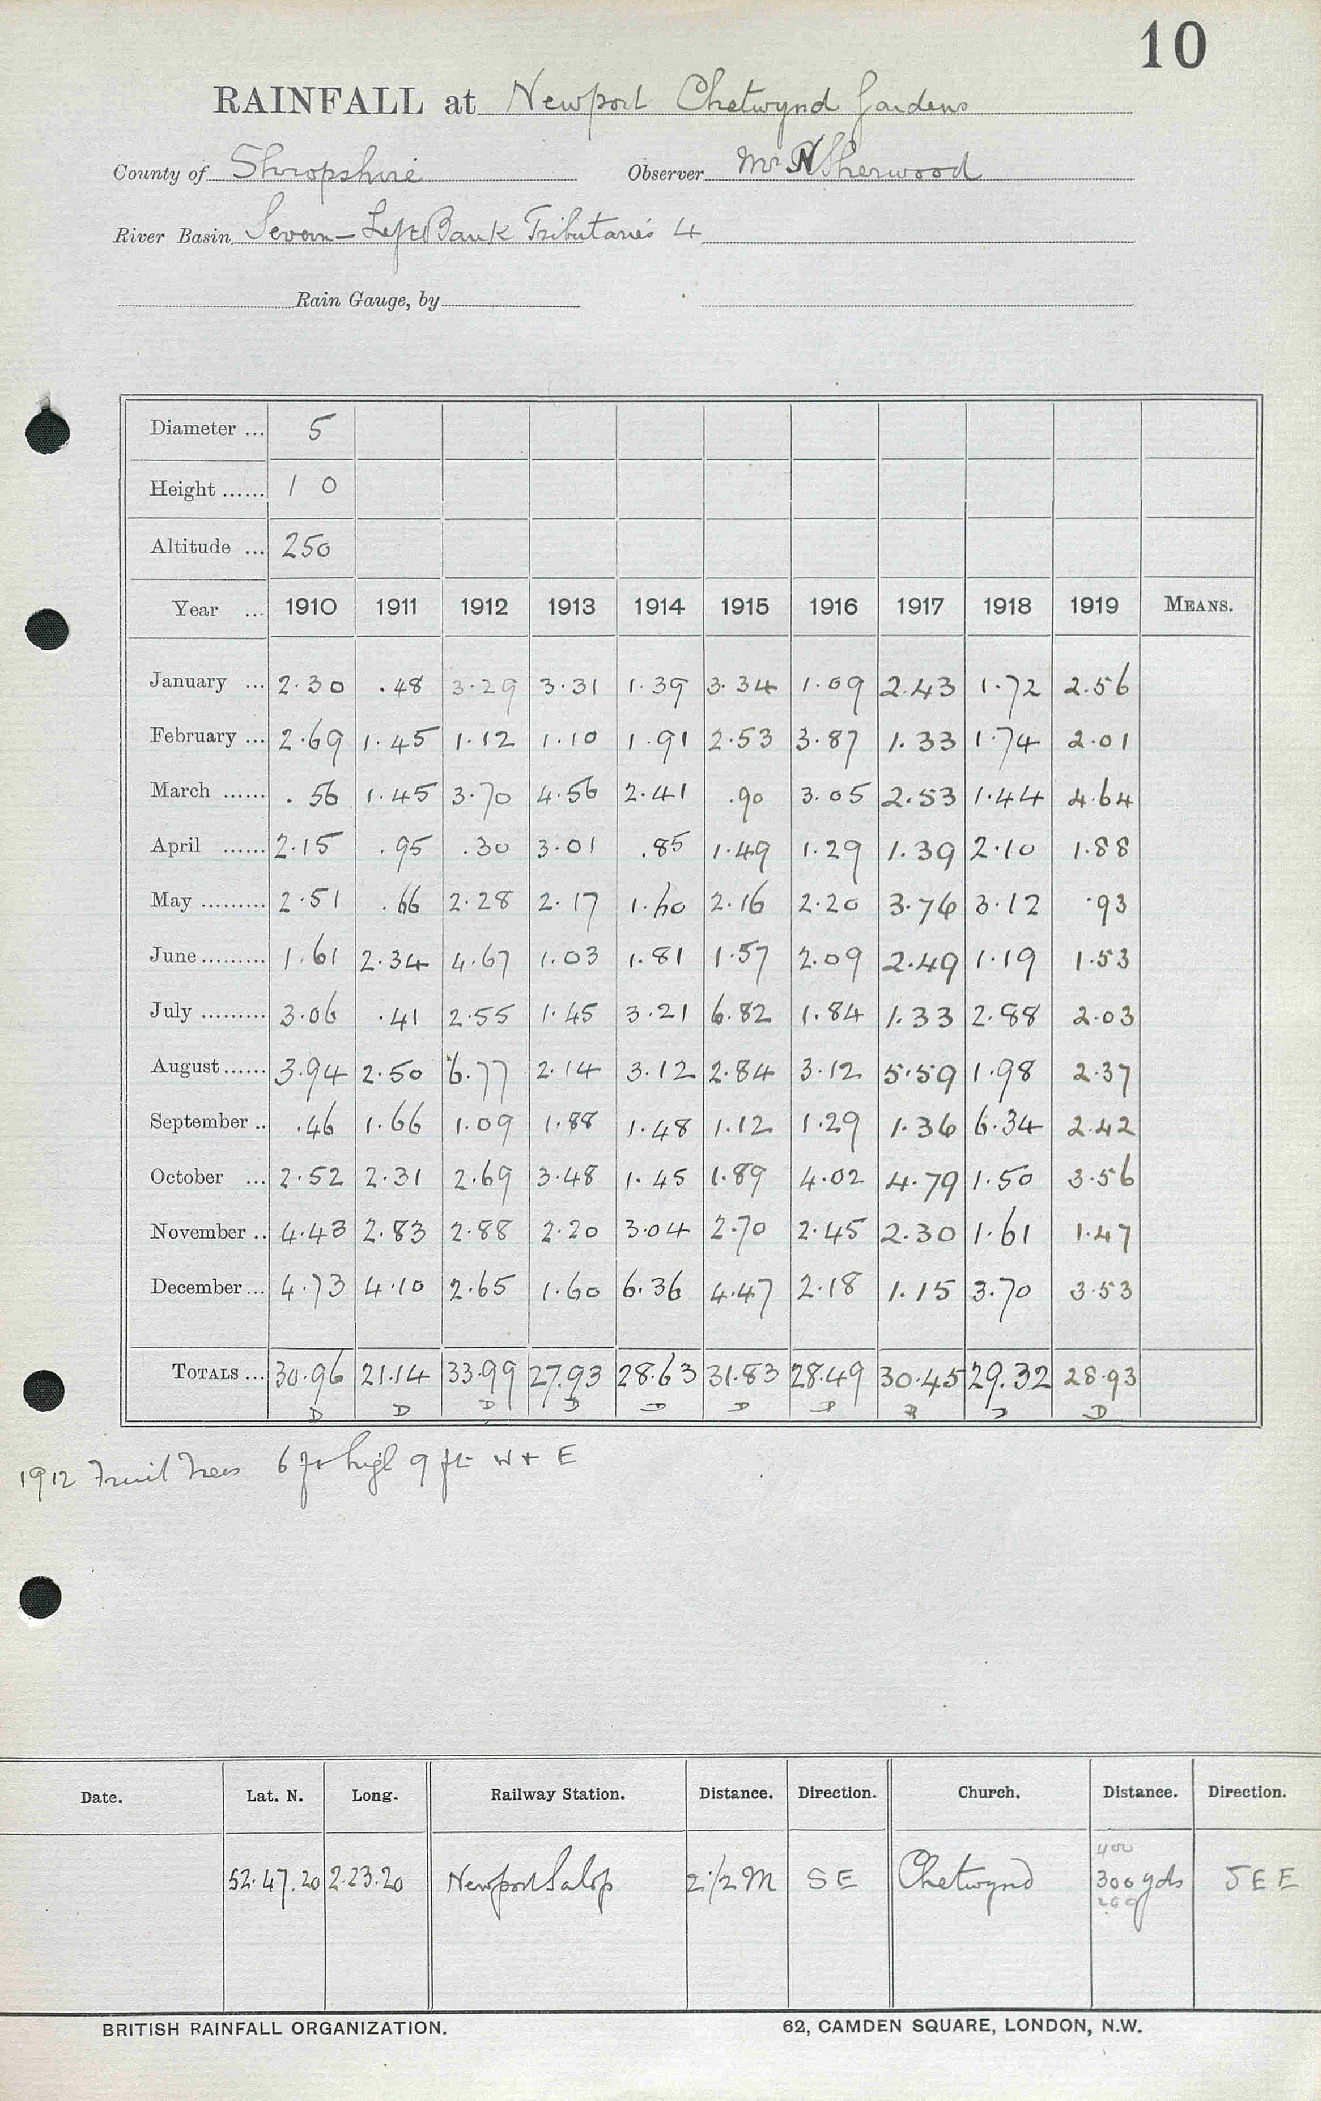 10
RAINFALL at Newport Chetwynd Gardens
County of Shropshire Observer Mr N Sherwood
River Basin Severn - Left Bank Tributaries 4
Rain Gauge, by
Diameter ... 5
Height ...... 1 0
Altitude ... 250
Year ... 1910 1911 1912 1913 1914 1915 1916 1917 1918 1919 MEANS.
January ... 2.30 .48 3.29 3.31 1.39 3.34 1.09 2.43 1.72 2.56
February ... 2.69 1.45 1.12 1.10 1.91 2.53 3.87 1.33 1.74 2.01
March ...... .56 1.45 3.70 4.56 2.41 .90 3.05 2.53 1.44 4.64
April ...... 2.15 .95 .30 3.01 .85 1.49 1.29 1.39 2.10 1.88
May ......... 2.51 .66 2.28 2.17 1.60 2.16 2.20 3.76 3.12 .93
June ......... 1.61 2.34 4.67 1.03 1.81 1.57 2.09 2.49 1.19 1.53
July ......... 3.06 .41 2.55 1.45 3.21 6.82 1.84 1.33 2.88 2.03
August ...... 3.94 2.50 6.77 2.14 3.12 2.84 3.12 5.59 1.98 2.37
September .. .46 1.66 1.09 1.88 1.48 1.12 1.29 1.36 6.34 2.42
October ... 2.52 2.31 2.69 3.48 1.45 1.89 4.02 4.79 1.50 3.56
November .. 4.43 2.83 2.88 2.20 3.04 2.70 2.45 2.30 1.61 1.47
December ... 4.73 4.10 2.65 1.60 6.36 4.47 2.18 1.15 3.70 3.53
TOTALS ... 30.96 21.14 33.99 27.93 28.63 31.83 28.49 30.45 29.32 28.93
D D D D D D D D D
1912 Fruit Trees 6 ft high 9 ft W + E
Date. Lat. N. Long. Railway Station. Distance. Direction. Church. Distance. Direction.
400
52.47.20 2.23.20 Newport Salop 2 1/2 M SE Chetwynd 300 yds SEE
200
BRITISH RAINFALL ORGANIZATION. 62, CAMDEN SQUARE, LONDON, N.W.